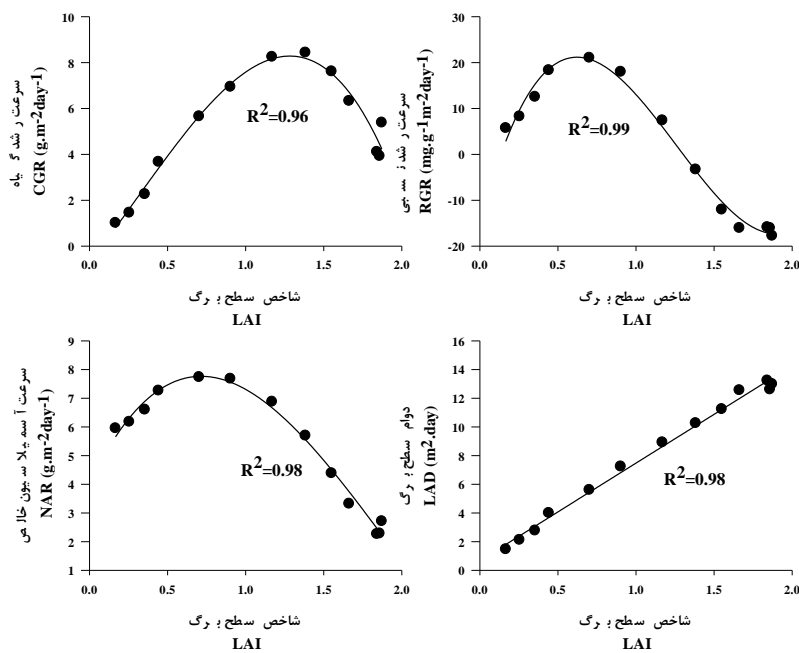 سرعت رشد گیاه
CGR (g.m-2day-1)
10
8
6
4
2
0
R2=0.96
0.0 0.5 1.0 1.5 2.0
شاخص سطح برگ
LAI
سرعت رشد نسبی
RGR (mg.g-1m-2day-1)
30
20
10
0
-10
-20
R2=0.99
0.0 0.5 1.0 1.5 2.0
شاخص سطح برگ
LAI
سرعت آسمیلاسیون خالص
NAR (g.m-2day-1)
9
8
7
6
5
4
3
2
1
R2=0.98
0.0 0.5 1.0 1.5 2.0
شاخص سطح برگ
LAI
دوام سطح برگ
LAD (m2.day)
16
14
12
10
8
6
4
2
0
R2=0.98
0.0 0.5 1.0 1.5 2.0
شاخص سطح برگ
LAI